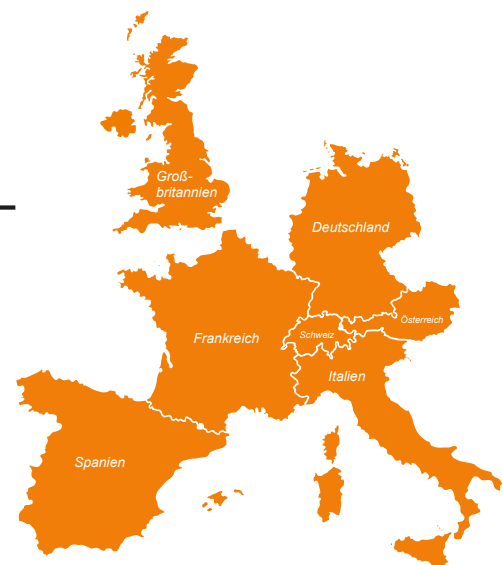 Groß-
britannien
Deutschland
Österreich
Schweiz
Frankreich
Italien
Spanien